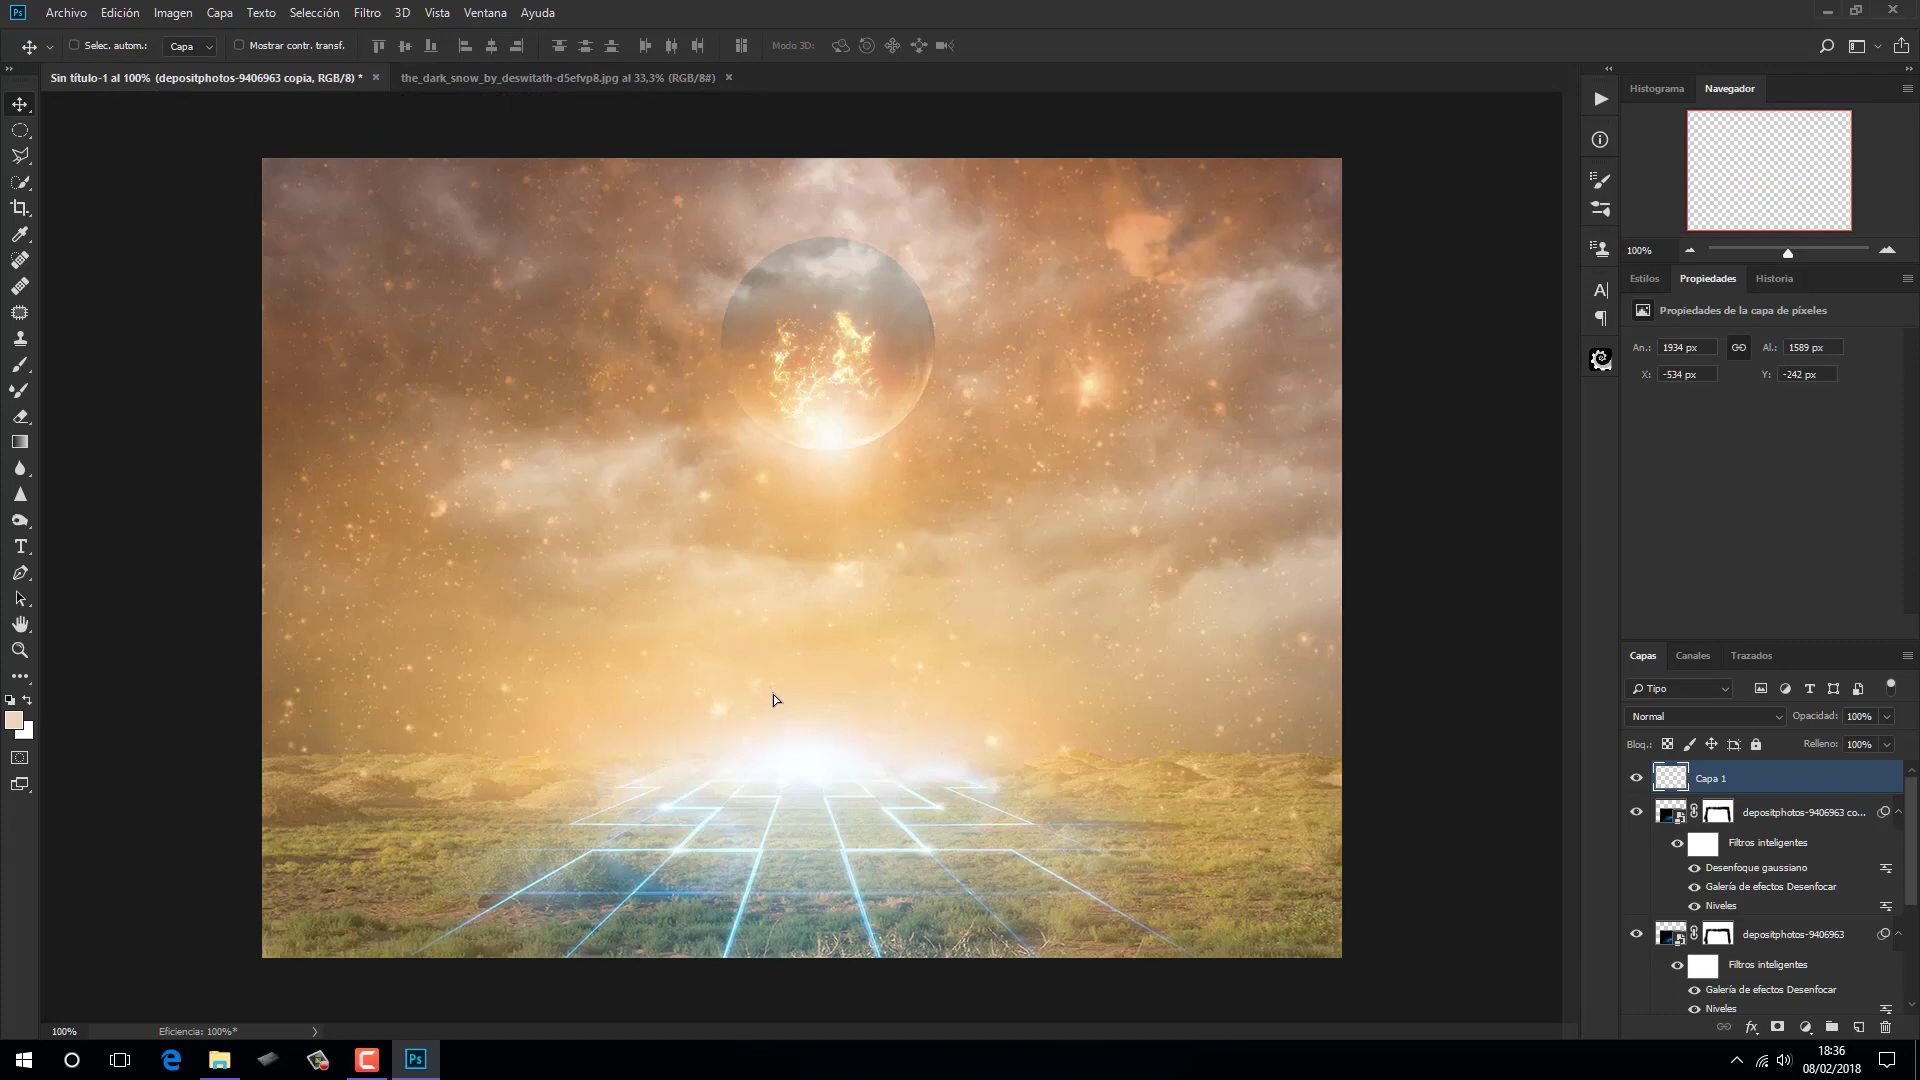 Ps Archivo Edición Imagen Capa Texto Selección Filtro 3D Vista Ventana Ayuda
Selec. autom.: Capa Mostrar contr. transf. Modo 3D:
Sin título-1 al 100% (depositphotos-9406963 copia, RGB/8) * × the_dark_snow_by_deswitath-d5efvp8.jpg al 33,3% (RGB/8#) ×
Histograma Navegador
100%
Estilos Propiedades Historia
Propiedades de la capa de píxeles
An.: 1934 px Al.: 1589 px
X: -534 px Y: -242 px
Capas Canales Trazados
Tipo
Normal Opacidad: 100%
Bloq.: Relleno: 100%
Capa 1
depositphotos-9406963 co...
Filtros inteligentes
Desenfoque gaussiano
Galería de efectos Desenfocar
Niveles
depositphotos-9406963
Filtros inteligentes
Galería de efectos Desenfocar
Niveles
100% Eficiencia: 100%*
Ps
18:36
08/02/2018